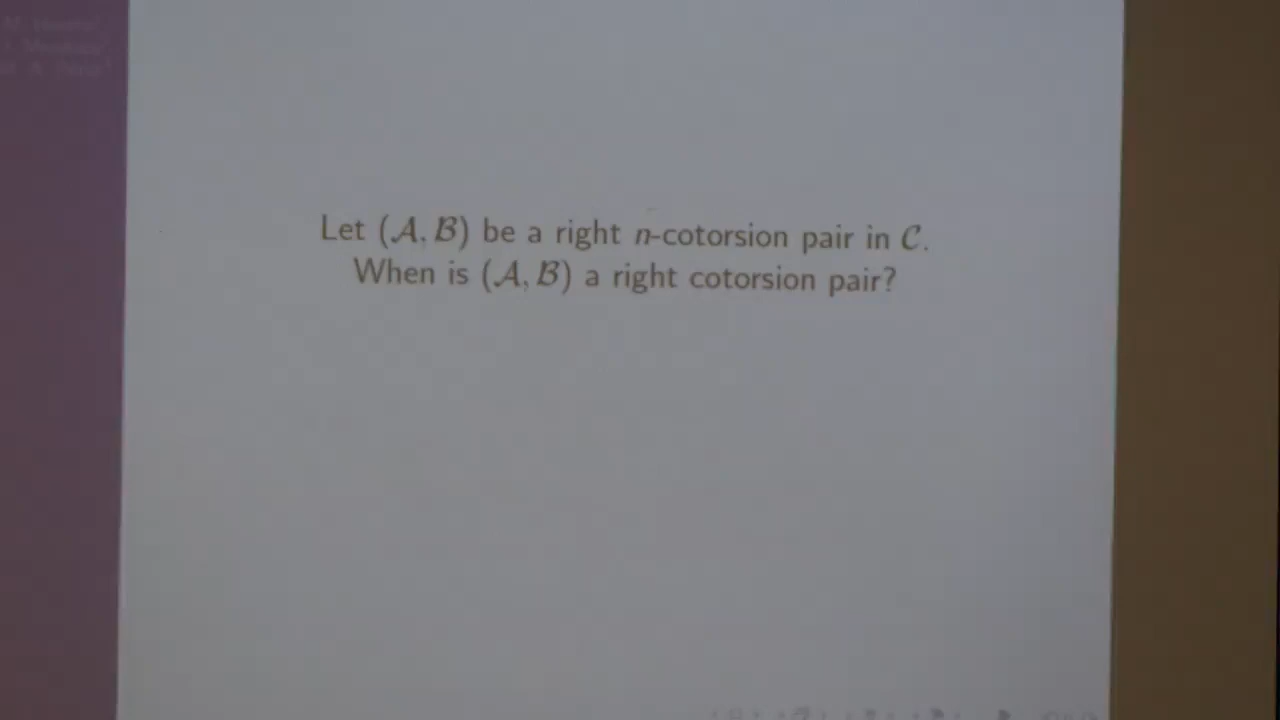 Let (𝒜, ℬ) be a right n-cotorsion pair in 𝒞.
When is (𝒜, ℬ) a right cotorsion pair?